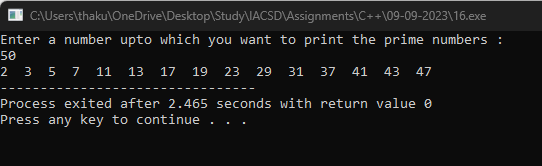 C:\Users\thaku\OneDrive\Desktop\Study\IACSD\Assignments\C++\09-09-2023\16.exe
Enter a number upto which you want to print the prime numbers :
50
2  3  5  7  11  13  17  19  23  29  31  37  41  43  47
--------------------------------
Process exited after 2.465 seconds with return value 0
Press any key to continue . . .